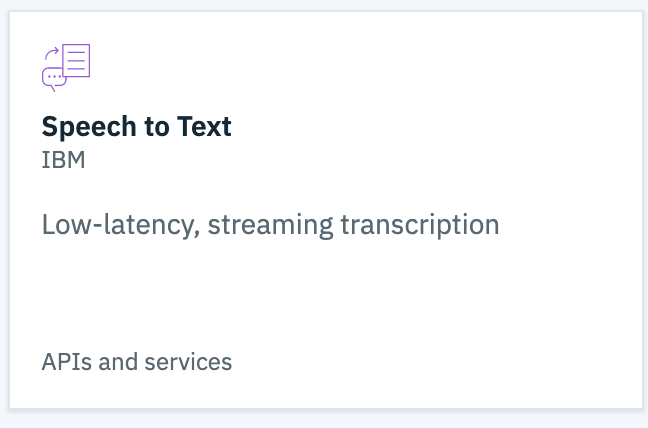 Speech to Text
IBM
Low-latency, streaming transcription
APIs and services